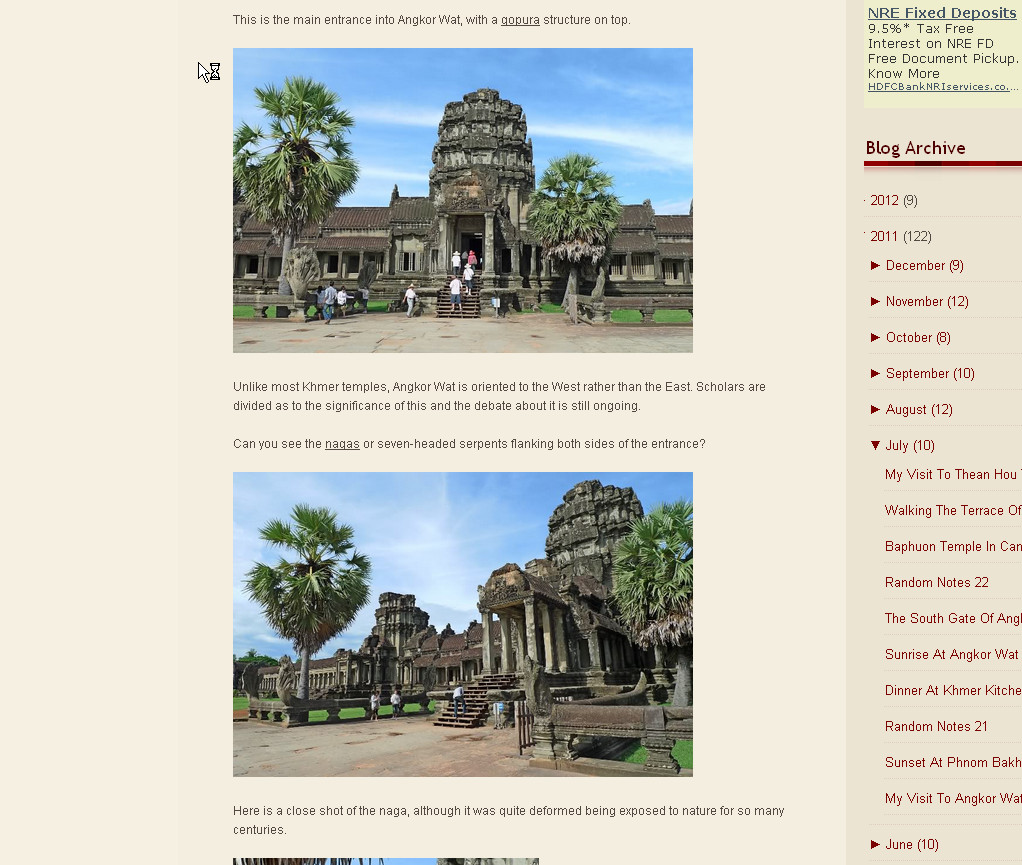 This is the main entrance into Angkor Wat, with a gopura structure on top.
Unlike most Khmer temples, Angkor Wat is oriented to the West rather than the East. Scholars are
divided as to the significance of this and the debate about it is still ongoing.
Can you see the nagas or seven-headed serpents flanking both sides of the entrance?
Here is a close shot of the naga, although it was quite deformed being exposed to nature for so many
centuries.
NRE Fixed Deposits
9.5%* Tax Free
Interest on NRE FD
Free Document Pickup.
Know More
HDFCBankNRIservices.co....
Blog Archive
2012 (9)
2011 (122)
► December (9)
► November (12)
► October (8)
► September (10)
► August (12)
▼ July (10)
My Visit To Thean Hou
Walking The Terrace Of
Baphuon Temple In Cam
Random Notes 22
The South Gate Of Angk
Sunrise At Angkor Wat
Dinner At Khmer Kitche
Random Notes 21
Sunset At Phnom Bakh
My Visit To Angkor Wat
► June (10)